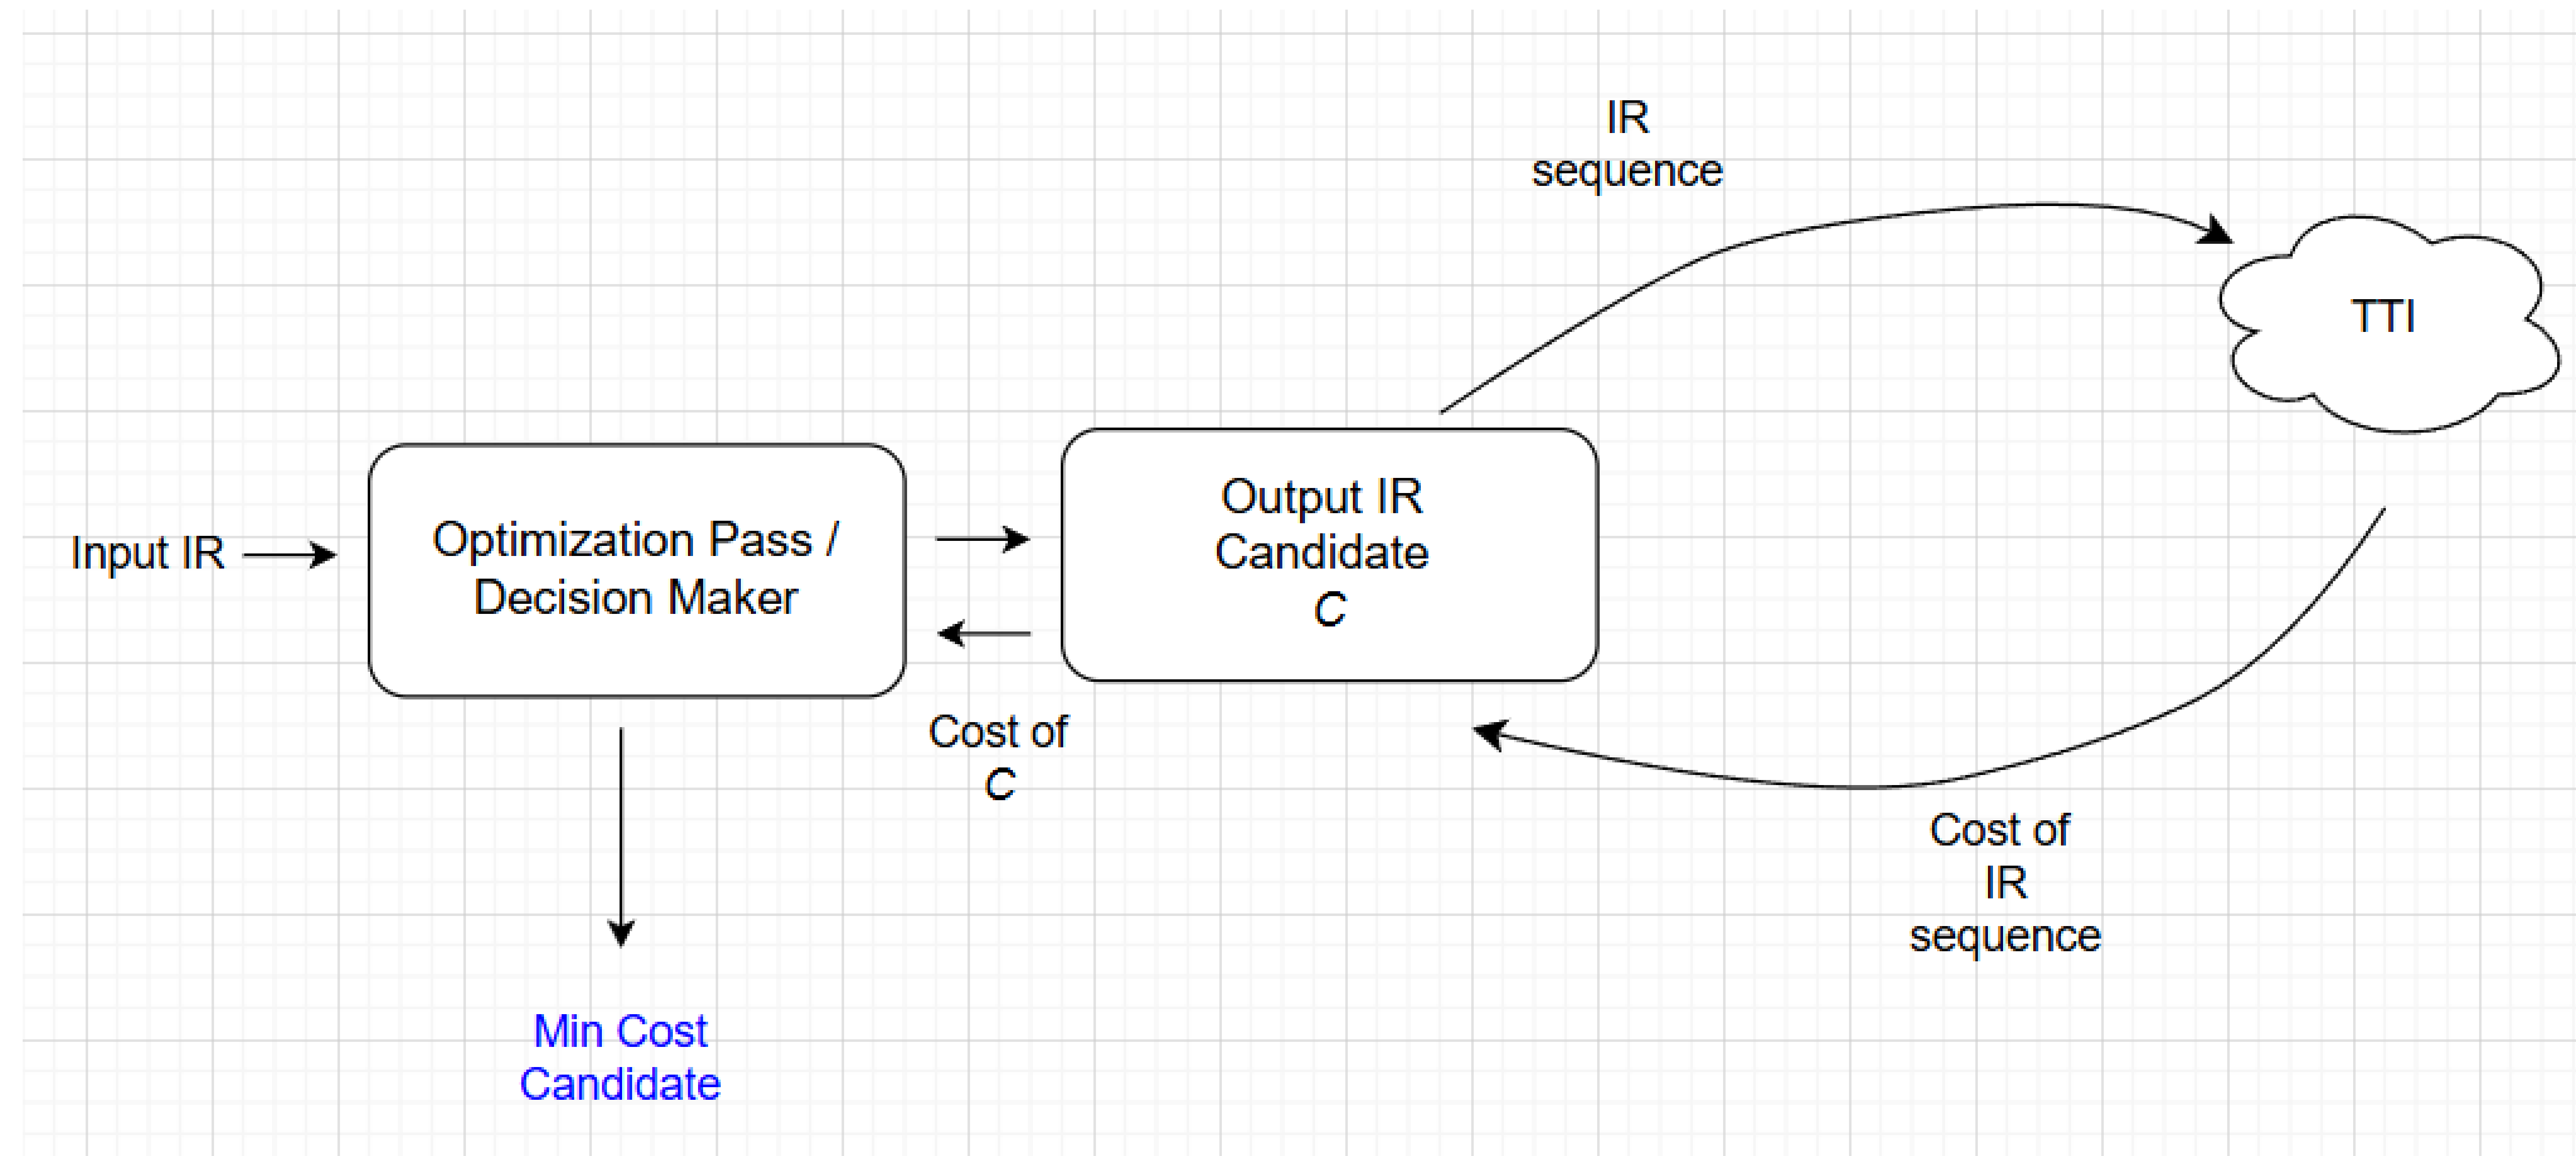 IR
sequence
TTI
Input IR
Optimization Pass /
Decision Maker
Output IR
Candidate
C
Cost of
C
Cost of
IR
sequence
Min Cost
Candidate